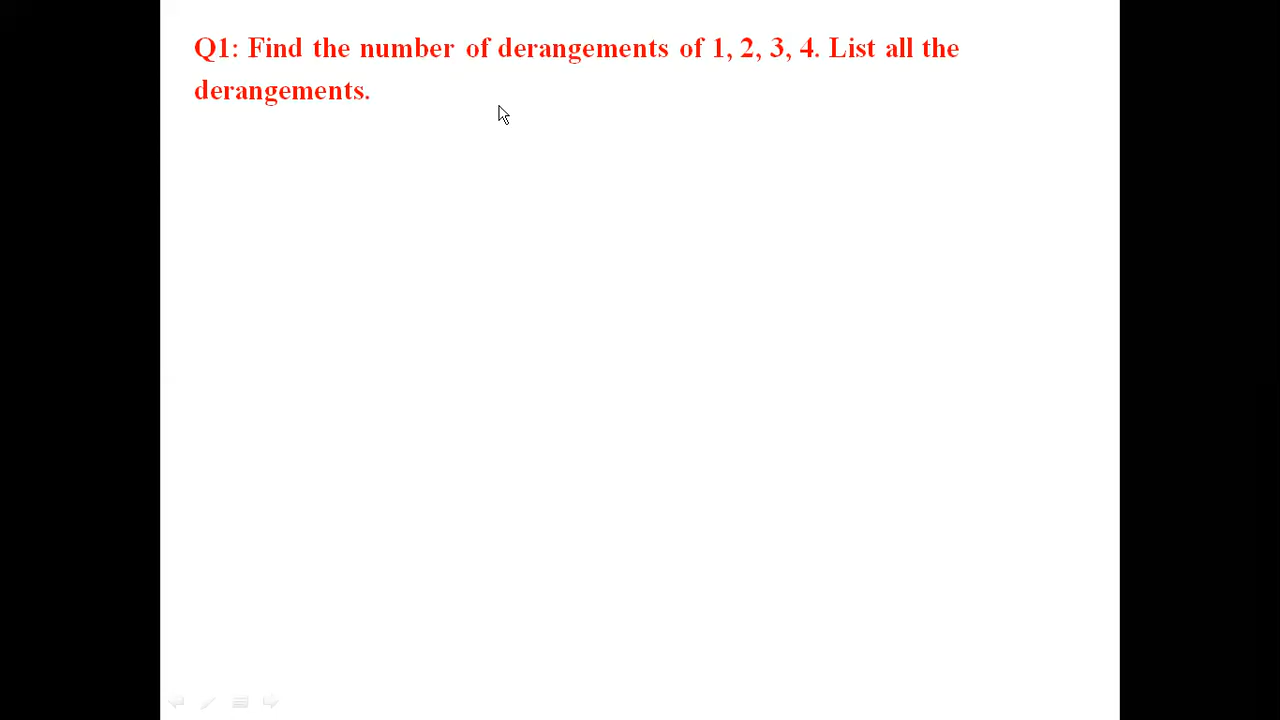 Q1: Find the number of derangements of 1, 2, 3, 4. List all the
derangements.